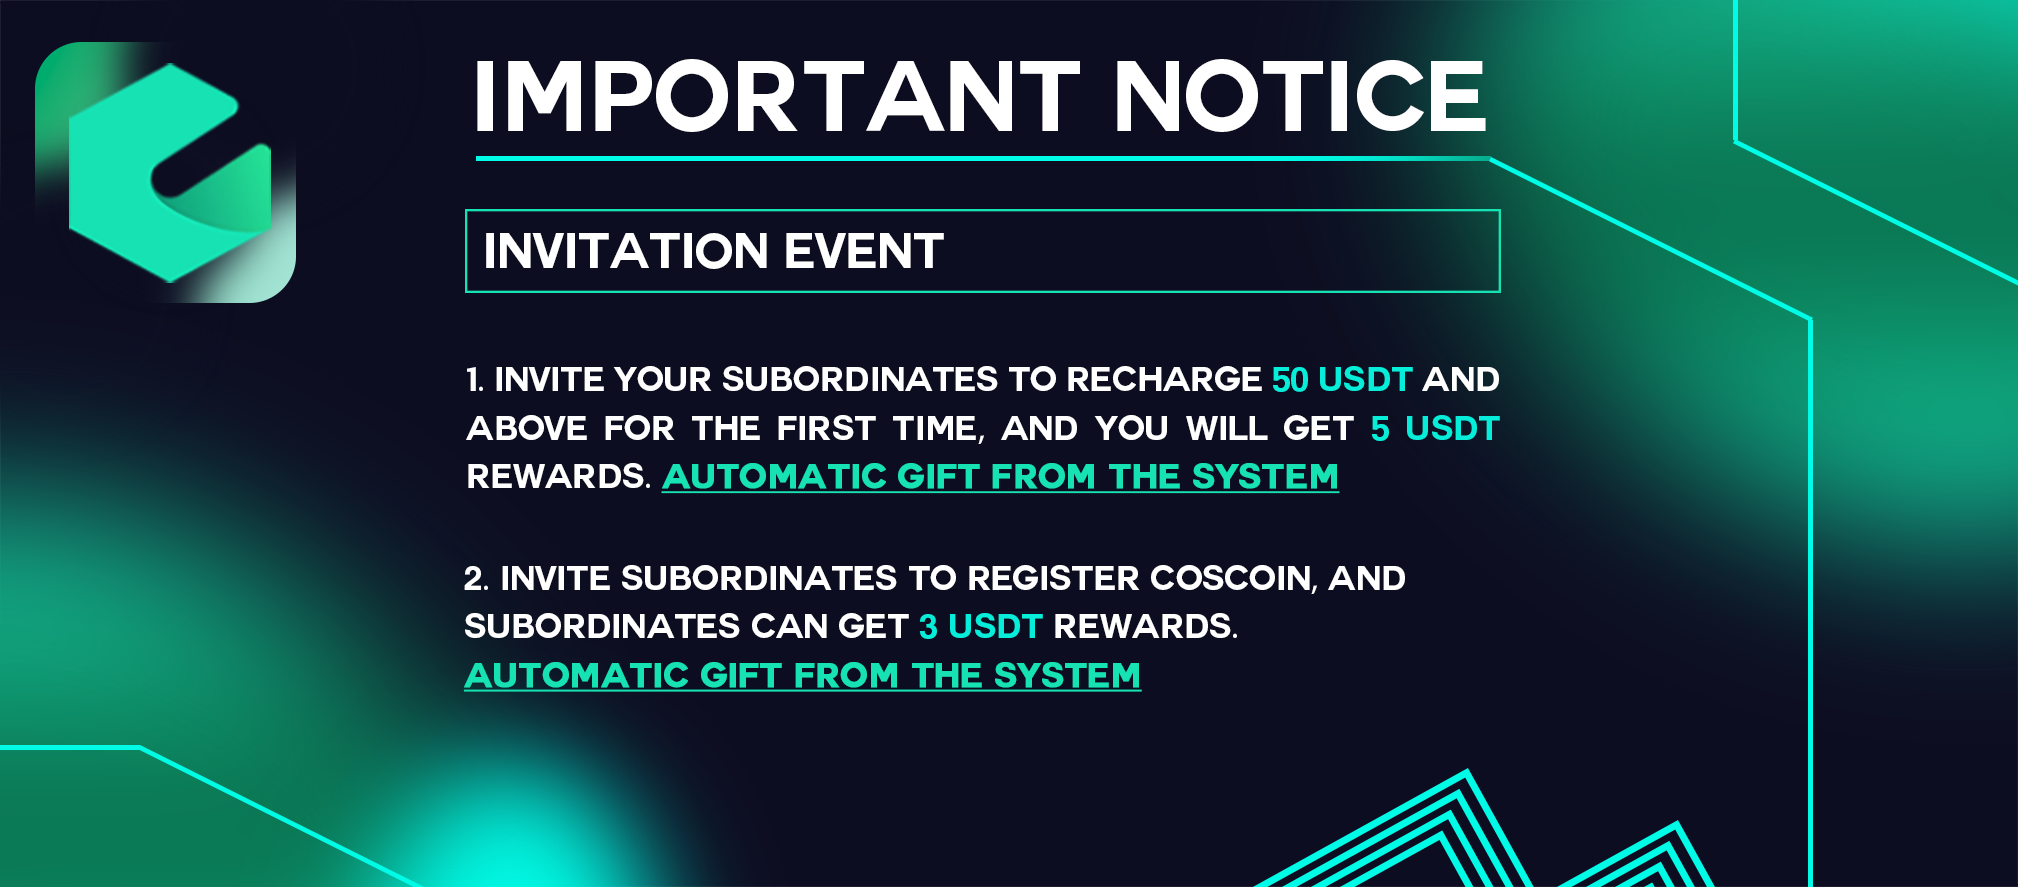 IMPORTANT NOTICE
INVITATION EVENT
1. INVITE YOUR SUBORDINATES TO RECHARGE 50 USDT AND
ABOVE FOR THE FIRST TIME, AND YOU WILL GET 5 USDT
REWARDS. AUTOMATIC GIFT FROM THE SYSTEM
2. INVITE SUBORDINATES TO REGISTER COSCOIN, AND
SUBORDINATES CAN GET 3 USDT REWARDS.
AUTOMATIC GIFT FROM THE SYSTEM